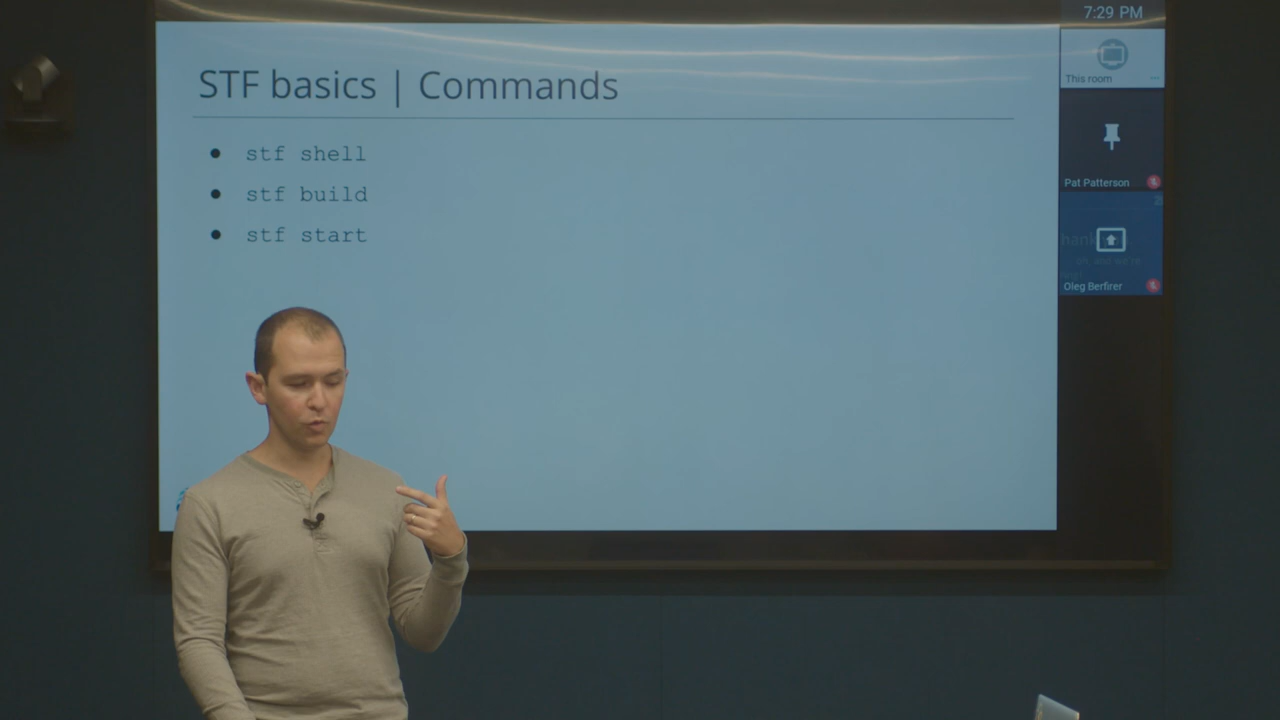 7:29 PM
STF basics | Commands
stf shell
stf build
stf start
This room
Pat Patterson
Oleg Berfirer